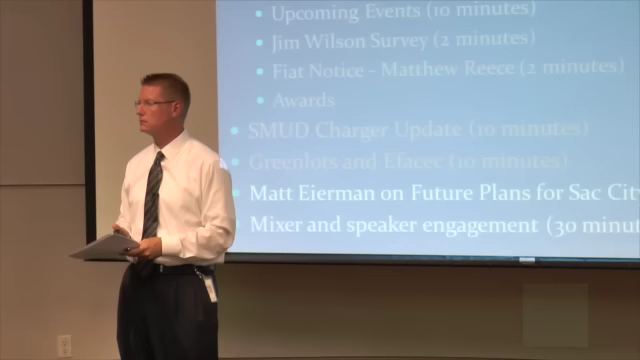 • Upcoming Events (10 minutes)
• Jim Wilson Survey (2 minutes)
• Fiat Notice - Matthew Reece (2 minutes)
• Awards
• SMUD Charger Update (10 minutes)
• Greenlots and Efacec (10 minutes)
• Matt Eierman on Future Plans for Sac City
• Mixer and speaker engagement (30 minut